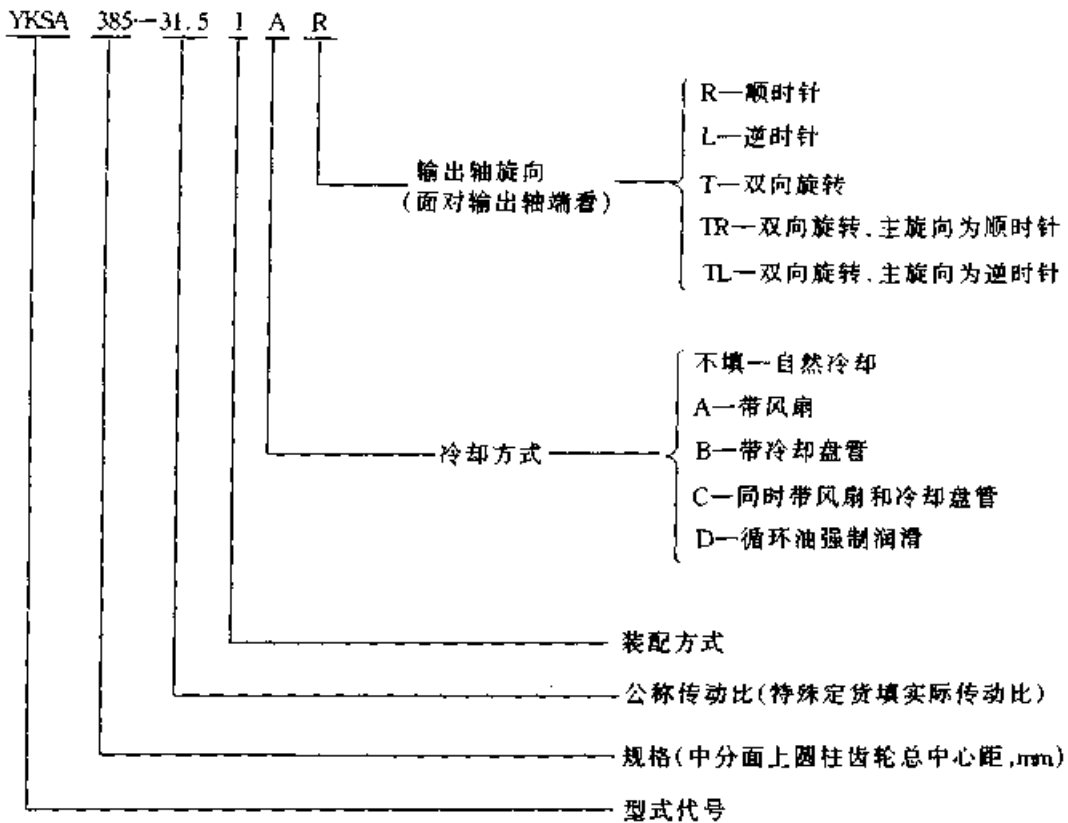 YKSA 385-31.5 I A R
R—顺时针
L—逆时针
输出轴旋向
(面对输出轴端看)
T—双向旋转
TR—双向旋转、主旋向为顺时针
TL—双向旋转、主旋向为逆时针
不填—自然冷却
A—带风扇
冷却方式
B—带冷却盘管
C—同时带风扇和冷却盘管
D—循环油强制润滑
装配方式
公称传动比(特殊定货填实际传动比)
规格(中分面上圆柱齿轮总中心距,mm)
型式代号